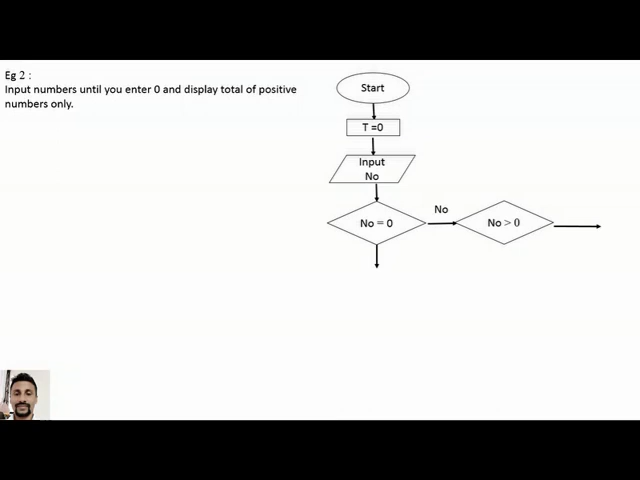 Eg 2 :
Input numbers until you enter 0 and display total of positive
numbers only.
Start
T =0
Input
No
No = 0
No
No > 0